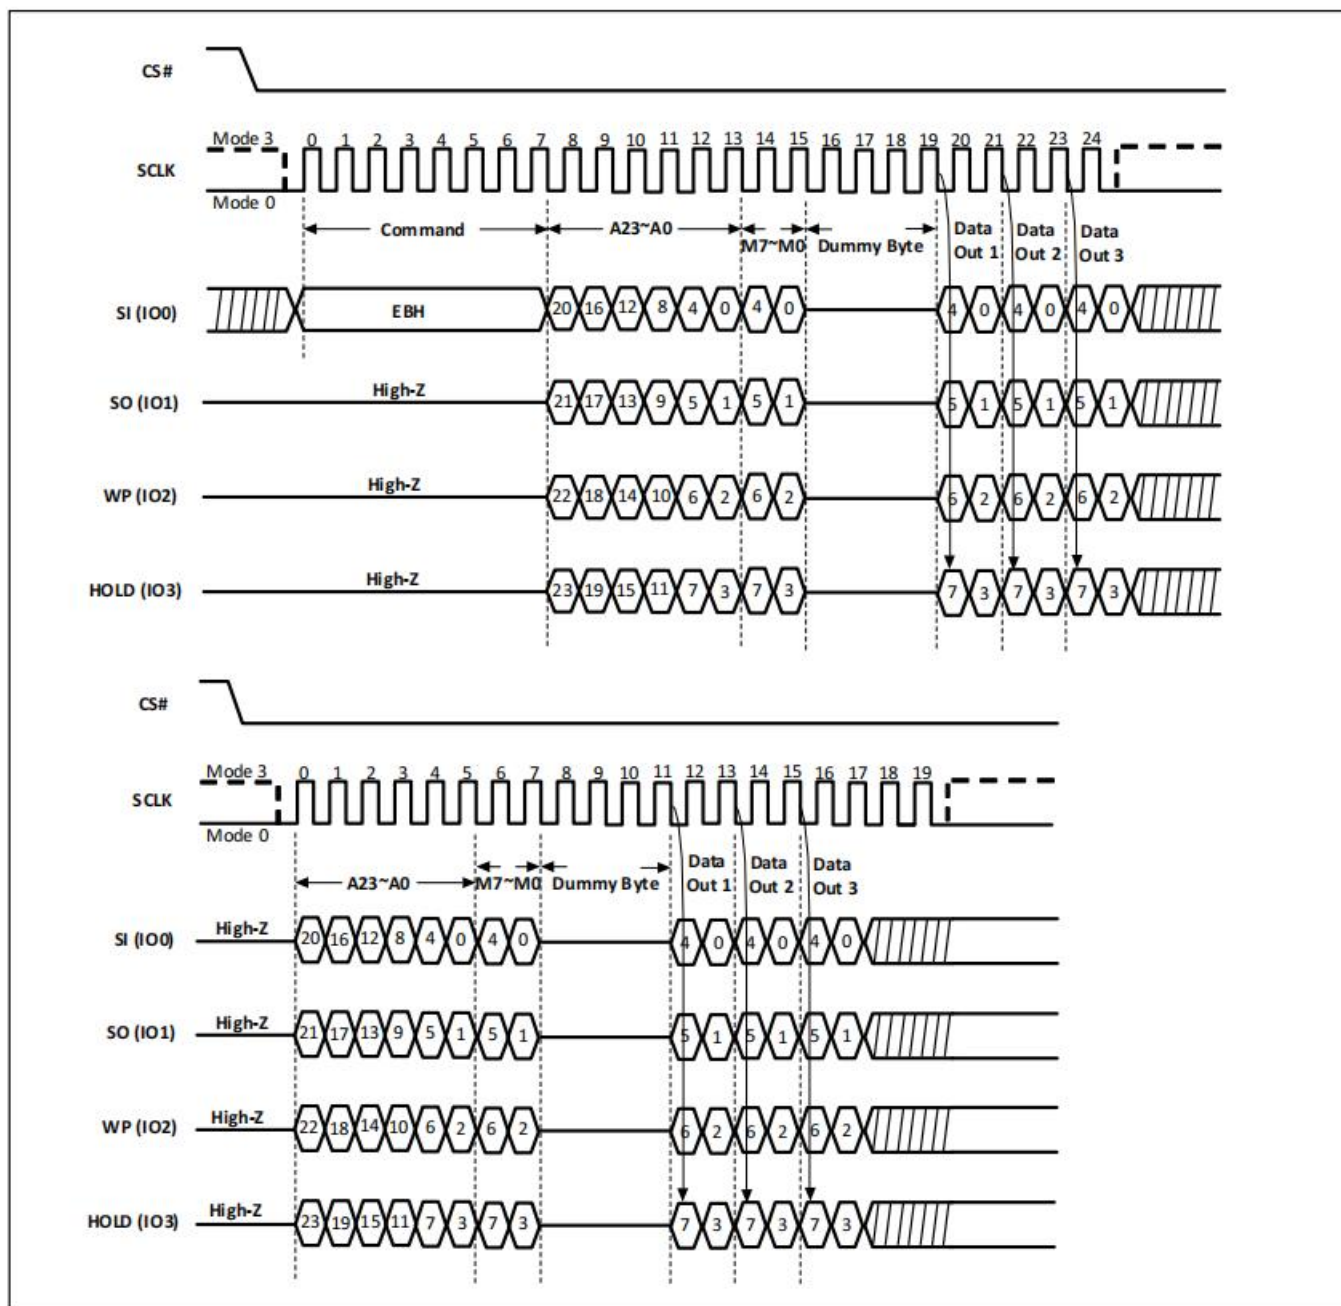 CS#
Mode 3 0 1 2 3 4 5 6 7 8 9 10 11 12 13 14 15 16 17 18 19 20 21 22 23 24
SCLK
Mode 0
Command A23~A0 M7~M0 Dummy Byte Data Out 1 Data Out 2 Data Out 3
SI (IO0) EBH 20 16 12 8 4 0 4 0 4 0 4 0 4 0
SO (IO1) High-Z 21 17 13 9 5 1 5 1 5 1 5 1 5 1
WP (IO2) High-Z 22 18 14 10 6 2 6 2 6 2 6 2 6 2
HOLD (IO3) High-Z 23 19 15 11 7 3 7 3 7 3 7 3 7 3
CS#
Mode 3 0 1 2 3 4 5 6 7 8 9 10 11 12 13 14 15 16 17 18 19
SCLK
Mode 0
A23~A0 M7~M0 Dummy Byte Data Out 1 Data Out 2 Data Out 3
SI (IO0) High-Z 20 16 12 8 4 0 4 0 4 0 4 0 4 0
SO (IO1) High-Z 21 17 13 9 5 1 5 1 5 1 5 1 5 1
WP (IO2) High-Z 22 18 14 10 6 2 6 2 6 2 6 2 6 2
HOLD (IO3) High-Z 23 19 15 11 7 3 7 3 7 3 7 3 7 3